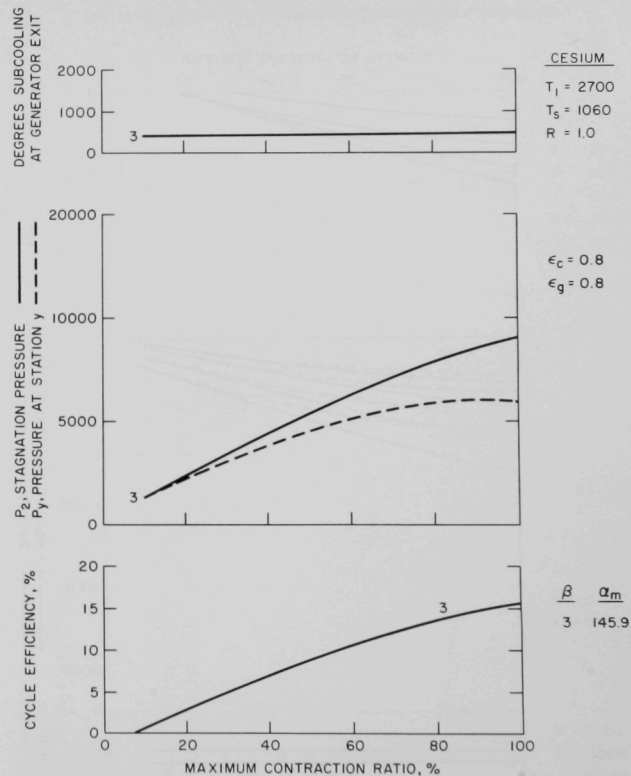 DEGREES SUBCOOLING
AT GENERATOR EXIT
2000
1000
0
3
CESIUM
T₁ = 2700
T₅ = 1060
R = 1.0
P₂, STAGNATION PRESSURE
Py, PRESSURE AT STATION y
20000
10000
5000
0
3
ϵc = 0.8
ϵg = 0.8
CYCLE EFFICIENCY, %
20
15
10
5
0
3
β αm
3 145.9
0 20 40 60 80 100
MAXIMUM CONTRACTION RATIO, %